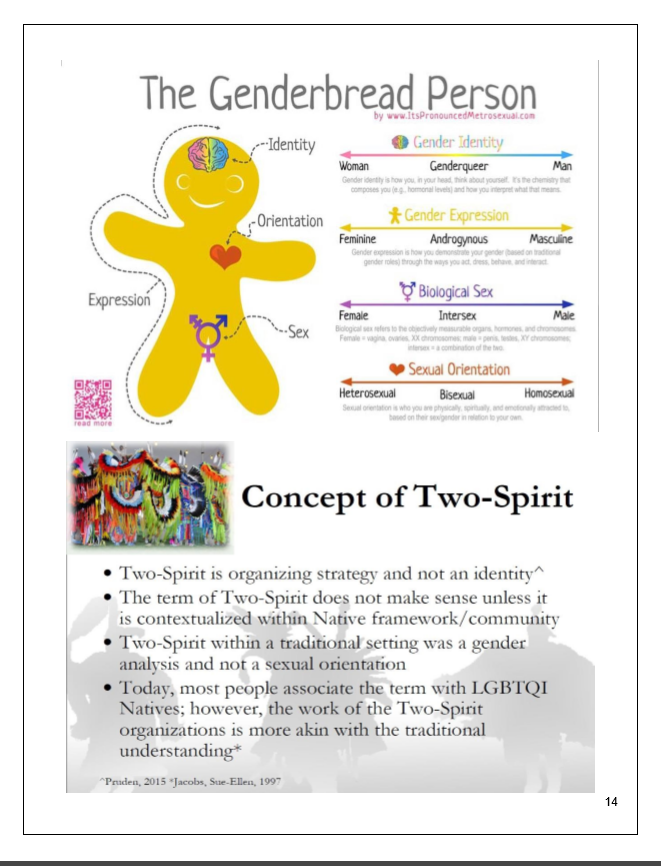 The Genderbread Person
by www.ItsPronouncedMetrosexual.com
Identity
Orientation
Expression
Sex
read more
Gender Identity
Woman Genderqueer Man
Gender identity is how you, in your head, think about yourself. It's the chemistry that
composes you (e.g., hormonal levels) and how you interpret what that means.
Gender Expression
Feminine Androgynous Masculine
Gender expression is how you demonstrate your gender (based on traditional
gender roles) through the ways you act, dress, behave, and interact.
Biological Sex
Female Intersex Male
Biological sex refers to the objectively measurable organs, hormones, and chromosomes.
Female = vagina, ovaries, XX chromosomes; male = penis, testes, XY chromosomes;
intersex = a combination of the two.
Sexual Orientation
Heterosexual Bisexual Homosexual
Sexual orientation is who you are physically, spiritually, and emotionally attracted to,
based on their sex/gender in relation to your own.
Concept of Two-Spirit
• Two-Spirit is organizing strategy and not an identity^
• The term of Two-Spirit does not make sense unless it
is contextualized within Native framework/community
• Two-Spirit within a traditional setting was a gender
analysis and not a sexual orientation
• Today, most people associate the term with LGBTQI
Natives; however, the work of the Two-Spirit
organizations is more akin with the traditional
understanding*
^Pruden, 2015 *Jacobs, Sue-Ellen, 1997
14